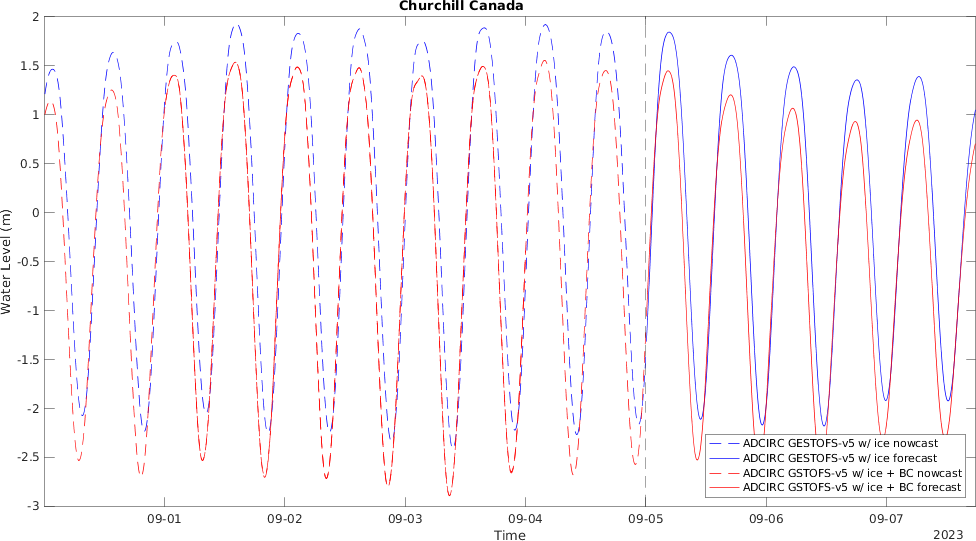 Churchill Canada
2
1.5
1
0.5
0
-0.5
-1
-1.5
-2
-2.5
-3
Water Level (m)
09-01 09-02 09-03 09-04 09-05 09-06 09-07
Time
2023
ADCIRC GESTOFS-v5 w/ ice nowcast
ADCIRC GESTOFS-v5 w/ ice forecast
ADCIRC GSTOFS-v5 w/ ice + BC nowcast
ADCIRC GSTOFS-v5 w/ ice + BC forecast